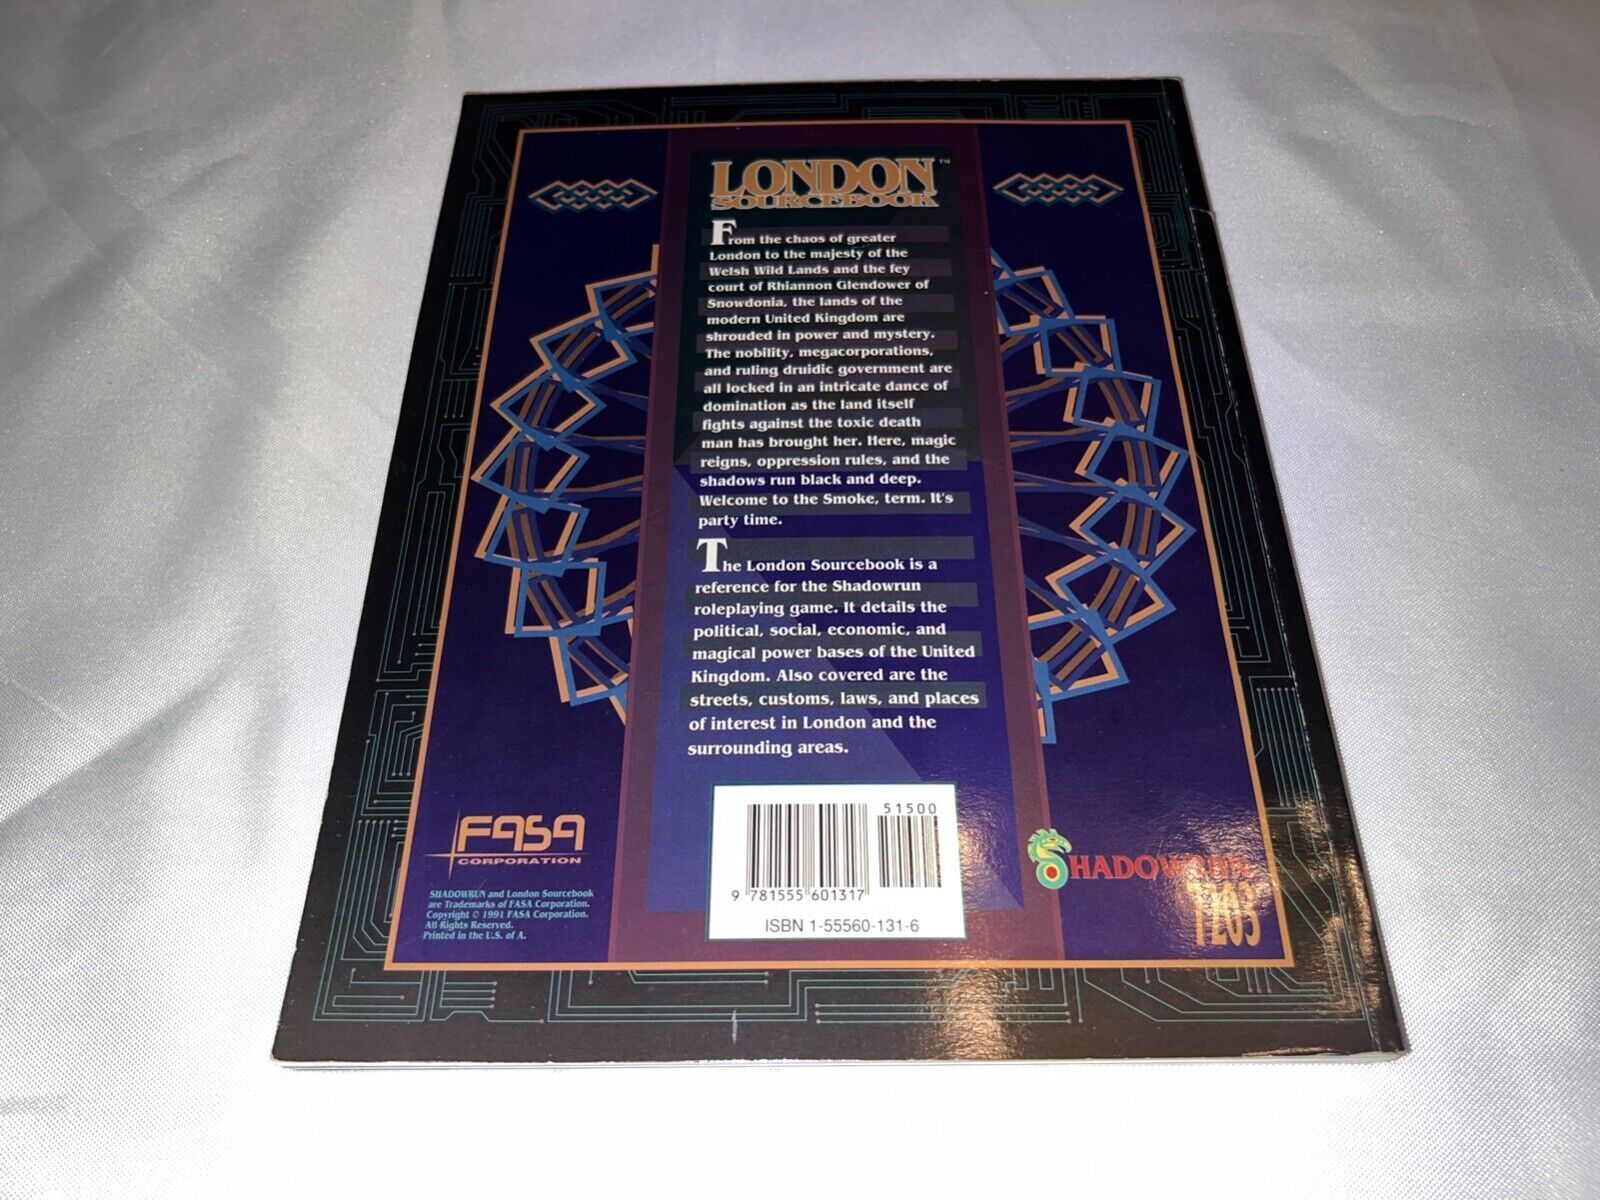 LONDON™
SOURCEBOOK
From the chaos of greater
London to the majesty of the
Welsh Wild Lands and the fey
court of Rhiannon Glendower of
Snowdonia, the lands of the
modern United Kingdom are
shrouded in power and mystery.
The nobility, megacorporations,
and ruling druidic government are
all locked in an intricate dance of
domination as the land itself
fights against the toxic death
man has brought her. Here, magic
reigns, oppression rules, and the
shadows run black and deep.
Welcome to the Smoke, term. It's
party time.
The London Sourcebook is a
reference for the Shadowrun
roleplaying game. It details the
political, social, economic, and
magical power bases of the United
Kingdom. Also covered are the
streets, customs, laws, and places
of interest in London and the
surrounding areas.
FASA
CORPORATION
SHADOWRUN and London Sourcebook
are Trademarks of FASA Corporation.
Copyright © 1991 FASA Corporation.
All Rights Reserved.
Printed in the U.S. of A.
51500
9 781555 601317
ISBN 1-55560-131-6
SHADOWRUN
7203